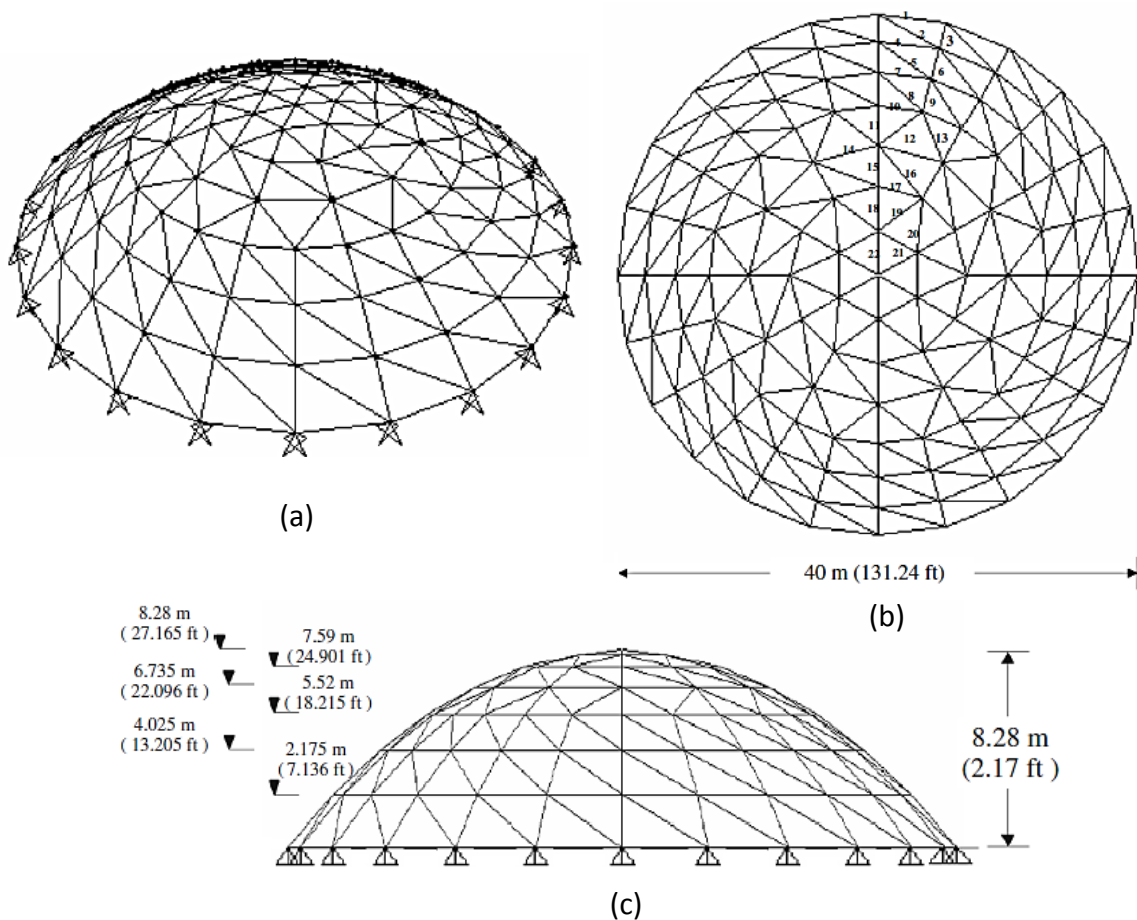 (a)
1
2
3
4
5
6
7
8
9
10
11
12
13
14
15
16
17
18
19
20
21
22
40 m (131.24 ft)
(b)
8.28 m
( 27.165 ft )
7.59 m
(24.901 ft )
6.735 m
( 22.096 ft )
5.52 m
( 18.215 ft )
4.025 m
( 13.205 ft )
2.175 m
( 7.136 ft )
8.28 m
(2.17 ft )
(c)